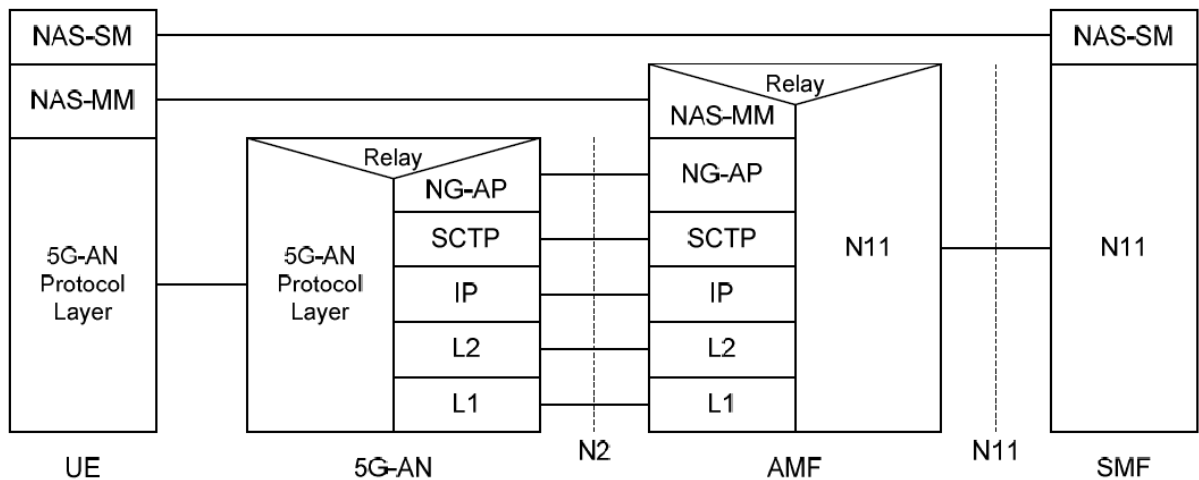 NAS-SM
NAS-SM
NAS-MM
Relay
NAS-MM
Relay
NG-AP
NG-AP
5G-AN
Protocol
Layer
5G-AN
Protocol
Layer
SCTP
SCTP
N11
N11
IP
IP
L2
L2
L1
L1
UE
5G-AN
N2
AMF
N11
SMF